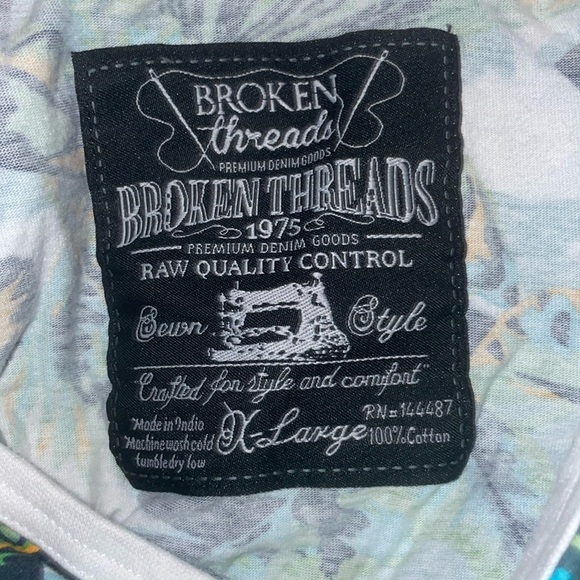 BROKEN
threads
PREMIUM DENIM GOODS
BROKEN THREADS
1975
PREMIUM DENIM GOODS
RAW QUALITY CONTROL
Sewn Style
"Crafted for style and comfort"
Made in India
Machine wash cold
tumble dry low
X-Large
RN=144487
100% Cotton